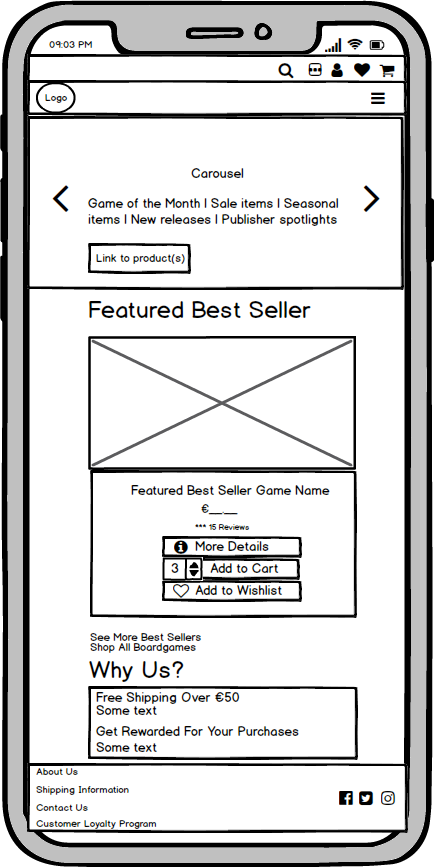 09:03 PM
Logo
Carousel
Game of the Month | Sale items | Seasonal
items | New releases | Publisher spotlights
Link to product(s)
Featured Best Seller
Featured Best Seller Game Name
€__.__
*** 15 Reviews
More Details
3 Add to Cart
Add to Wishlist
See More Best Sellers
Shop All Boardgames
Why Us?
Free Shipping Over €50
Some text
Get Rewarded For Your Purchases
Some text
About Us
Shipping Information
Contact Us
Customer Loyalty Program